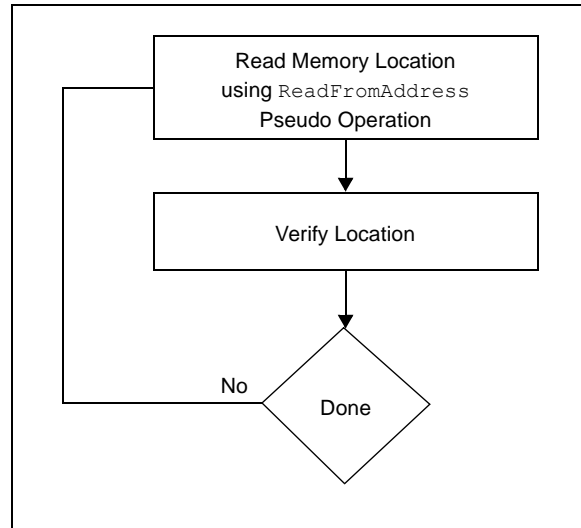 Read Memory Location
using ReadFromAddress
Pseudo Operation
Verify Location
No
Done